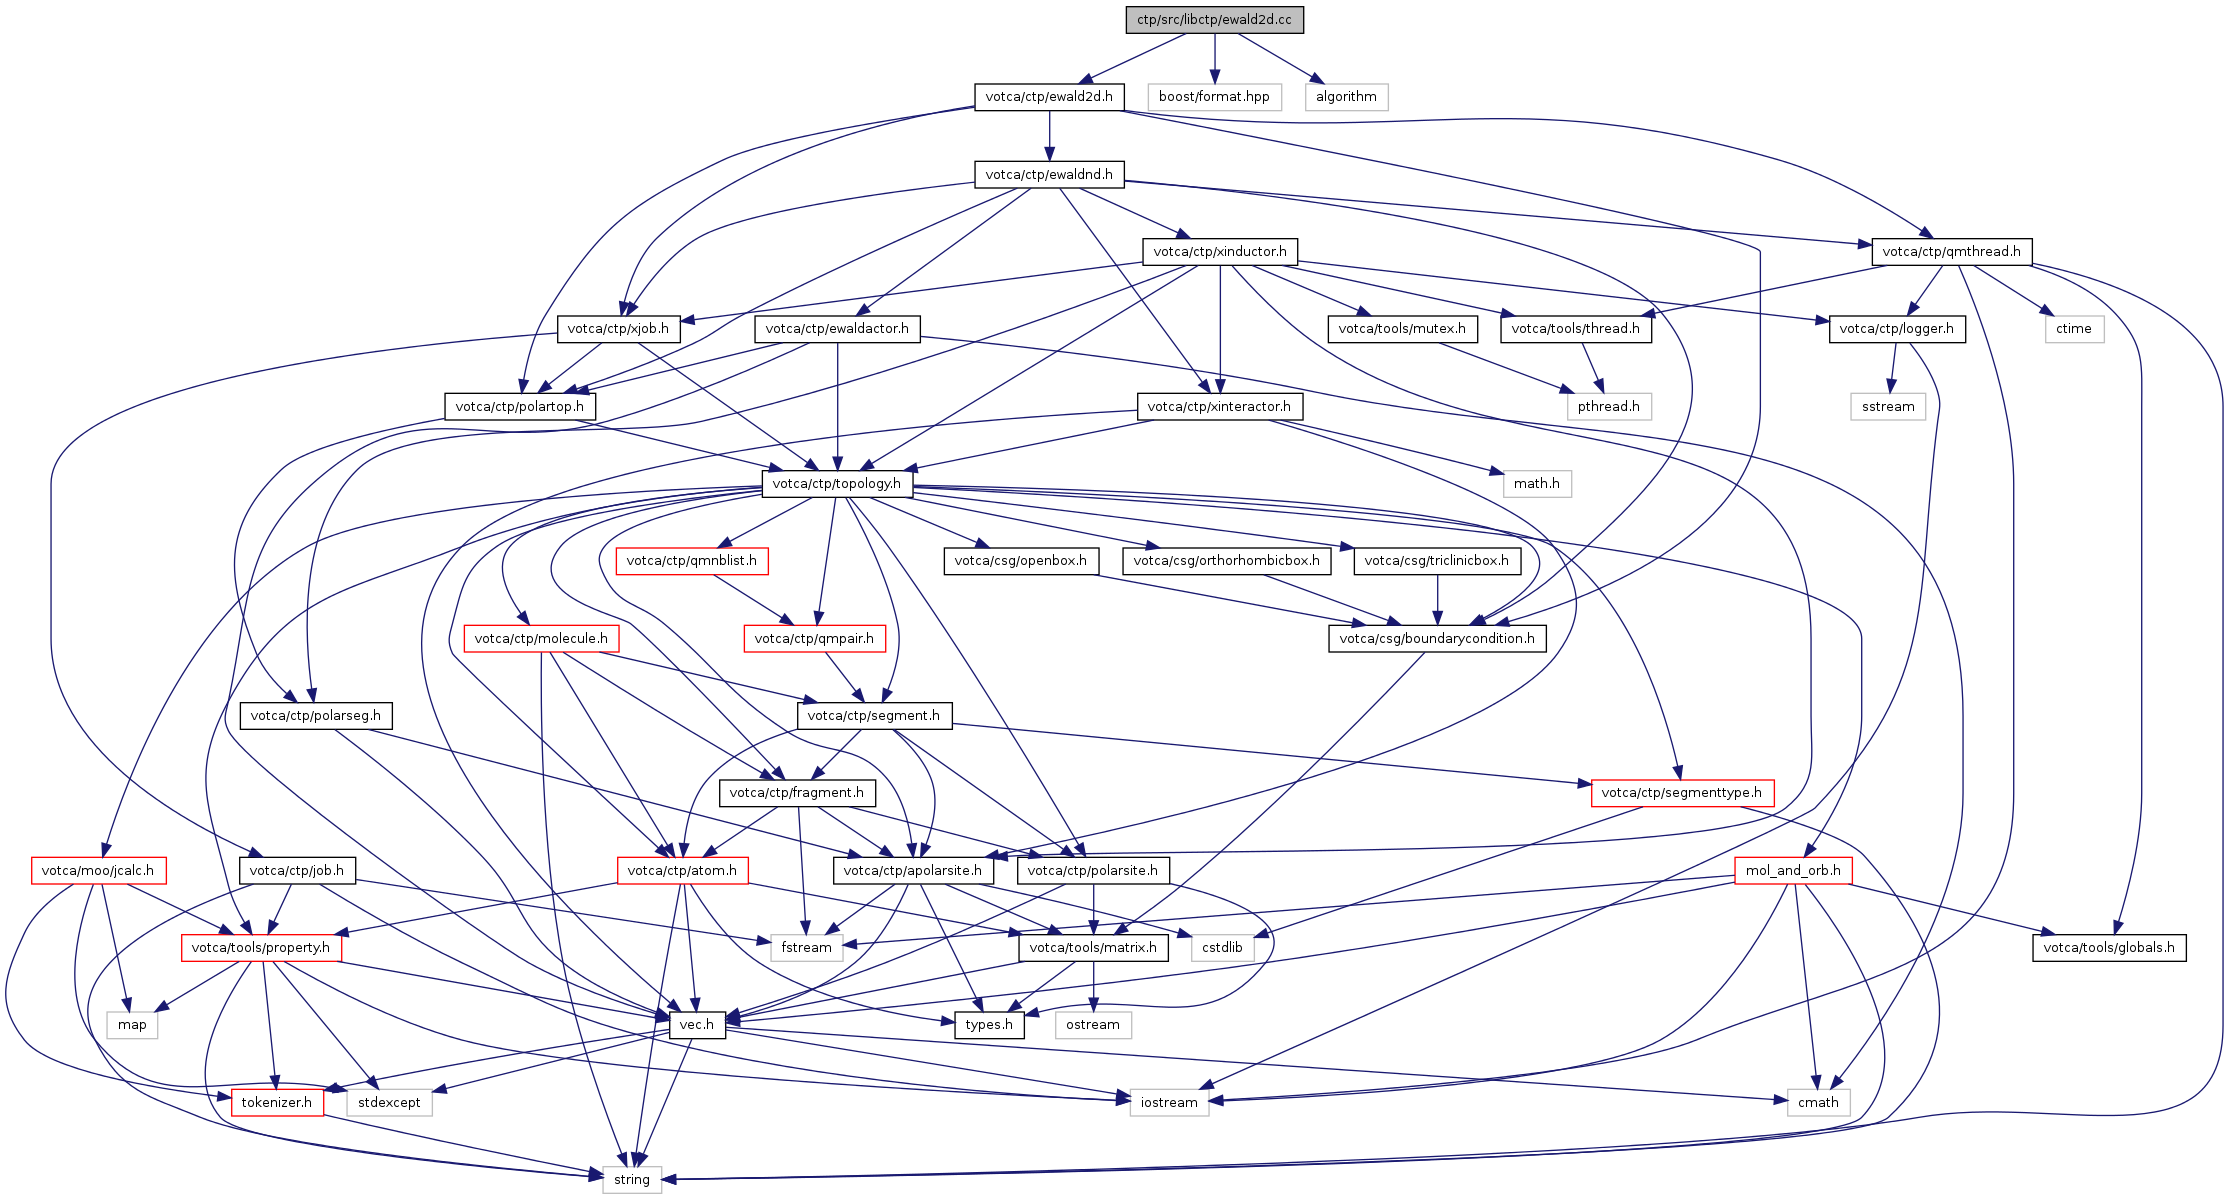 ctp/src/libctp/ewald2d.cc
votca/ctp/ewald2d.h
boost/format.hpp
algorithm
votca/ctp/ewaldnd.h
votca/ctp/xinductor.h
votca/ctp/qmthread.h
votca/ctp/xjob.h
votca/ctp/ewaldactor.h
votca/tools/mutex.h
votca/tools/thread.h
votca/ctp/logger.h
ctime
votca/ctp/polartop.h
votca/ctp/xinteractor.h
pthread.h
sstream
votca/ctp/topology.h
math.h
votca/ctp/qmnblist.h
votca/csg/openbox.h
votca/csg/orthorhombicbox.h
votca/csg/triclinicbox.h
votca/ctp/molecule.h
votca/ctp/qmpair.h
votca/csg/boundarycondition.h
votca/ctp/polarseg.h
votca/ctp/segment.h
votca/ctp/fragment.h
votca/ctp/segmenttype.h
votca/moo/jcalc.h
votca/ctp/job.h
votca/ctp/atom.h
votca/ctp/apolarsite.h
votca/ctp/polarsite.h
mol_and_orb.h
votca/tools/property.h
fstream
votca/tools/matrix.h
cstdlib
votca/tools/globals.h
map
vec.h
types.h
ostream
tokenizer.h
stdexcept
iostream
cmath
string